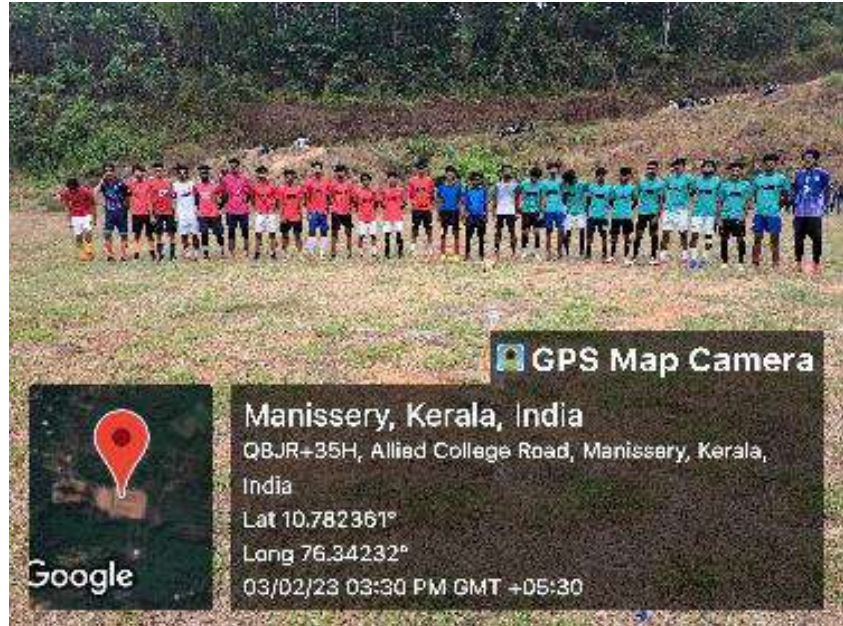 GPS Map Camera
Manissery, Kerala, India
QBJR+35H, Allied College Road, Manissery, Kerala,
India
Lat 10.782361°
Long 76.34232°
03/02/23 03:30 PM GMT +05:30
Google